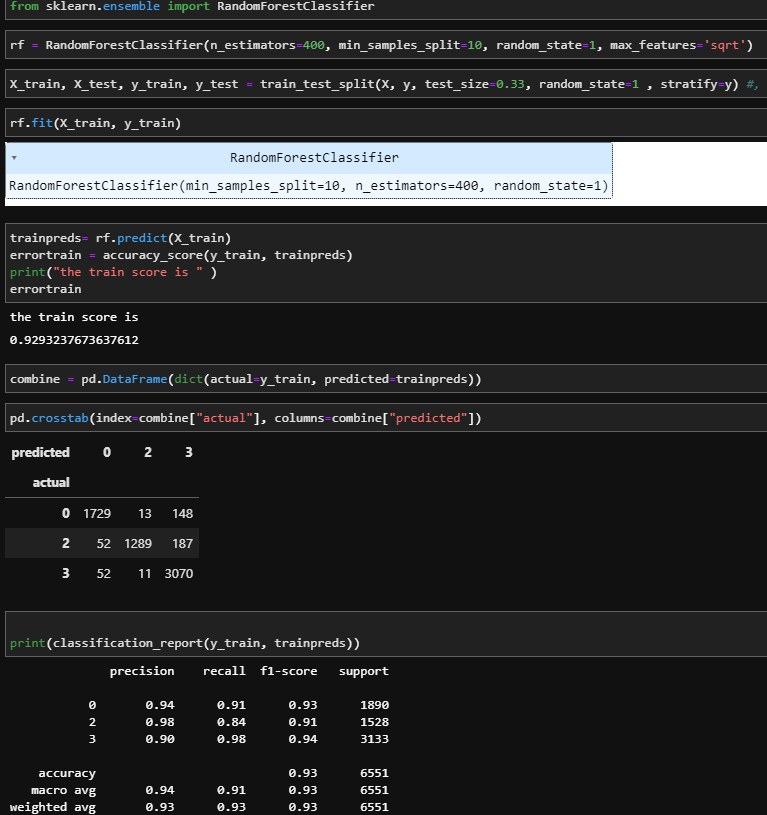 from sklearn.ensemble import RandomForestClassifier
rf = RandomForestClassifier(n_estimators=400, min_samples_split=10, random_state=1, max_features='sqrt')
X_train, X_test, y_train, y_test = train_test_split(X, y, test_size=0.33, random_state=1 , stratify=y) #,
rf.fit(X_train, y_train)
▾ RandomForestClassifier
RandomForestClassifier(min_samples_split=10, n_estimators=400, random_state=1)
trainpreds= rf.predict(X_train)
errortrain = accuracy_score(y_train, trainpreds)
print("the train score is " )
errortrain
the train score is
0.9293237673637612
combine = pd.DataFrame(dict(actual=y_train, predicted=trainpreds))
pd.crosstab(index=combine["actual"], columns=combine["predicted"])
predicted 0 2 3
actual
0 1729 13 148
2 52 1289 187
3 52 11 3070
print(classification_report(y_train, trainpreds))
precision recall f1-score support
0 0.94 0.91 0.93 1890
2 0.98 0.84 0.91 1528
3 0.90 0.98 0.94 3133
accuracy 0.93 6551
macro avg 0.94 0.91 0.93 6551
weighted avg 0.93 0.93 0.93 6551